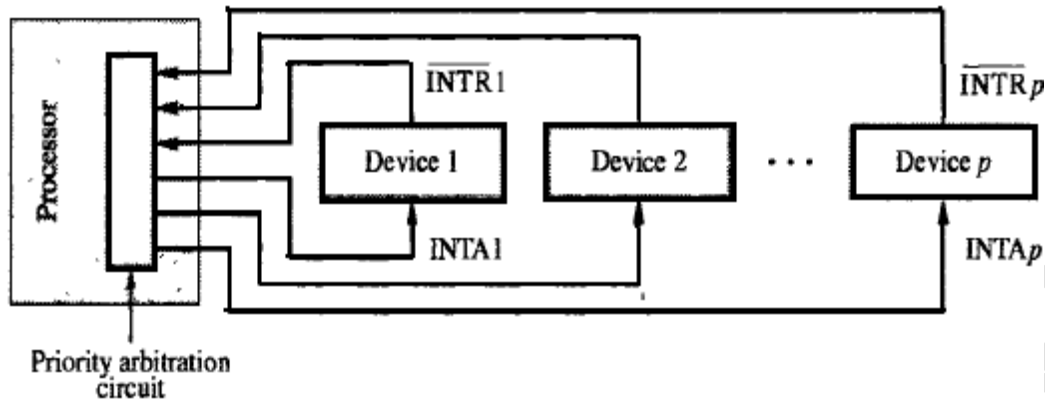 Processor
INTR1
INTRp
Device 1
Device 2
...
Device p
INTA1
INTAp
Priority arbitration
circuit